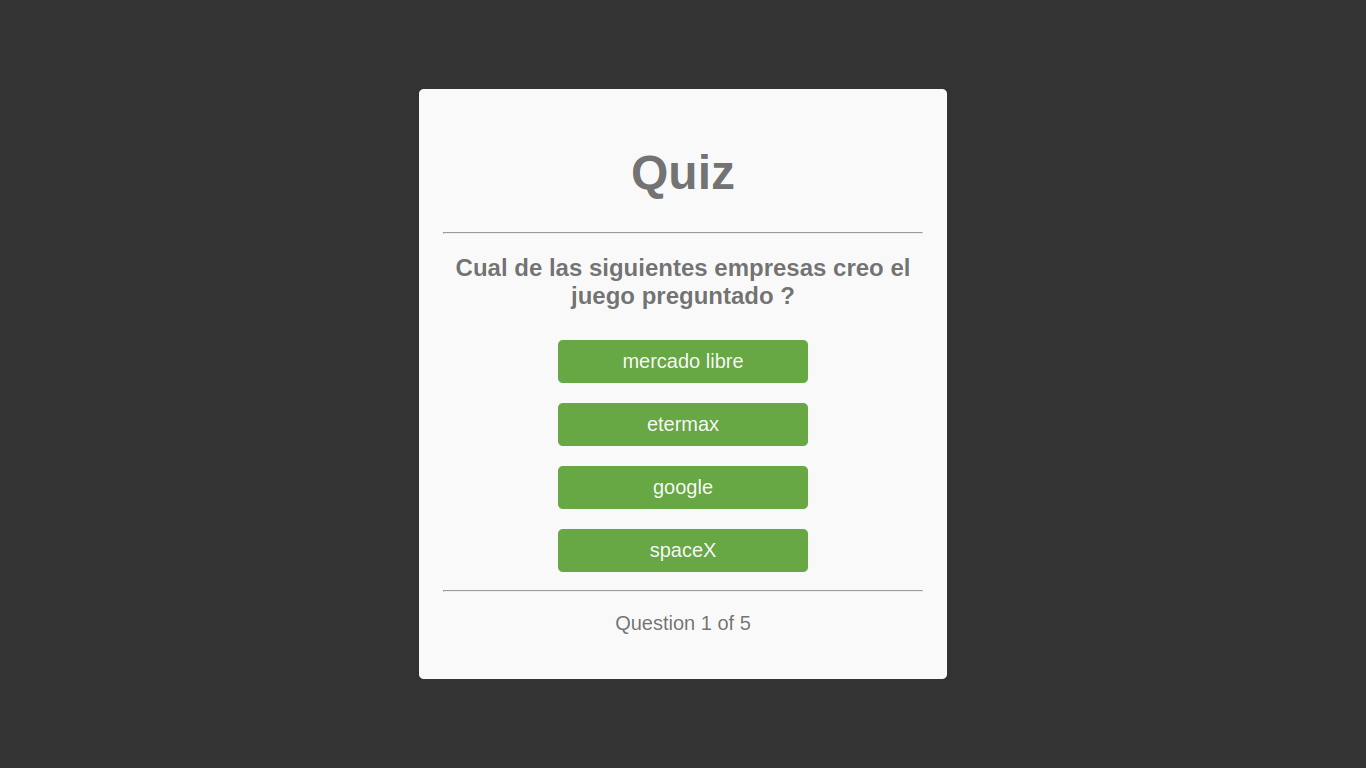 Quiz
Cual de las siguientes empresas creo el
juego preguntado ?
mercado libre
etermax
google
spaceX
Question 1 of 5